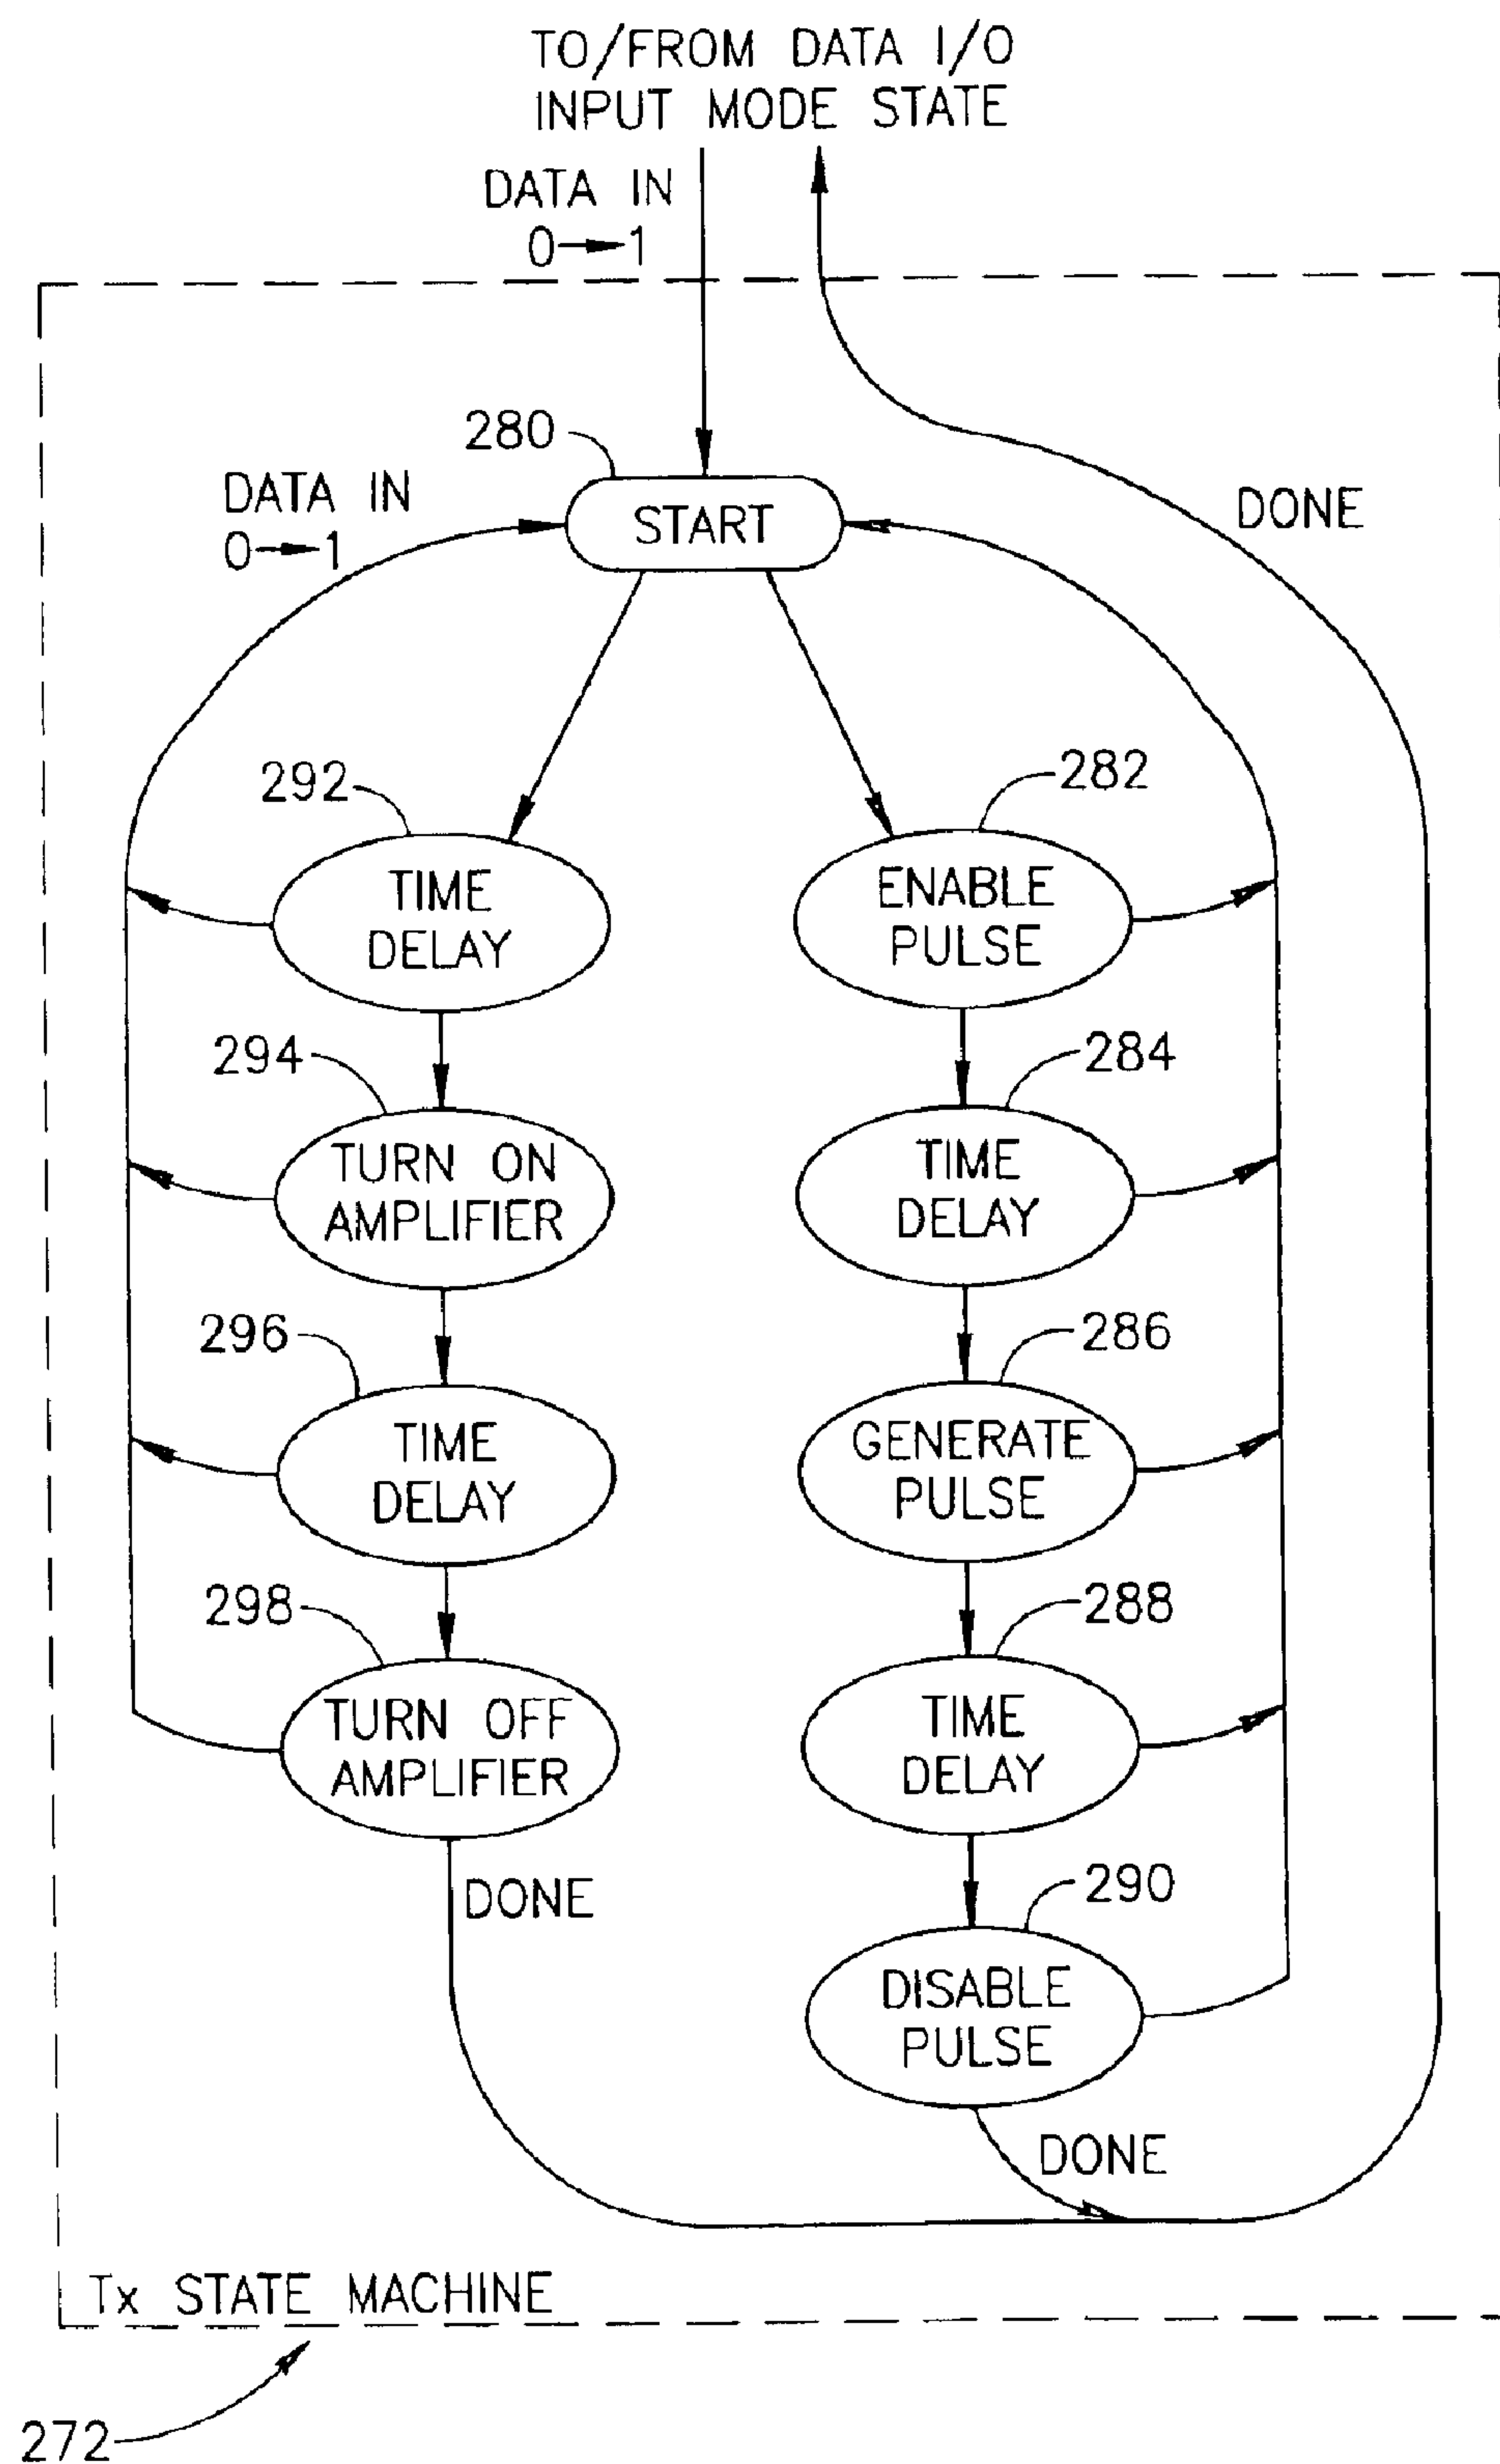 TO/FROM DATA I/O
INPUT MODE STATE
DATA IN
0→1
280
START
DATA IN
0→1
DONE
292
TIME
DELAY
282
ENABLE
PULSE
294
TURN ON
AMPLIFIER
284
TIME
DELAY
296
TIME
DELAY
286
GENERATE
PULSE
298
TURN OFF
AMPLIFIER
DONE
288
TIME
DELAY
290
DISABLE
PULSE
DONE
Tx STATE MACHINE
272